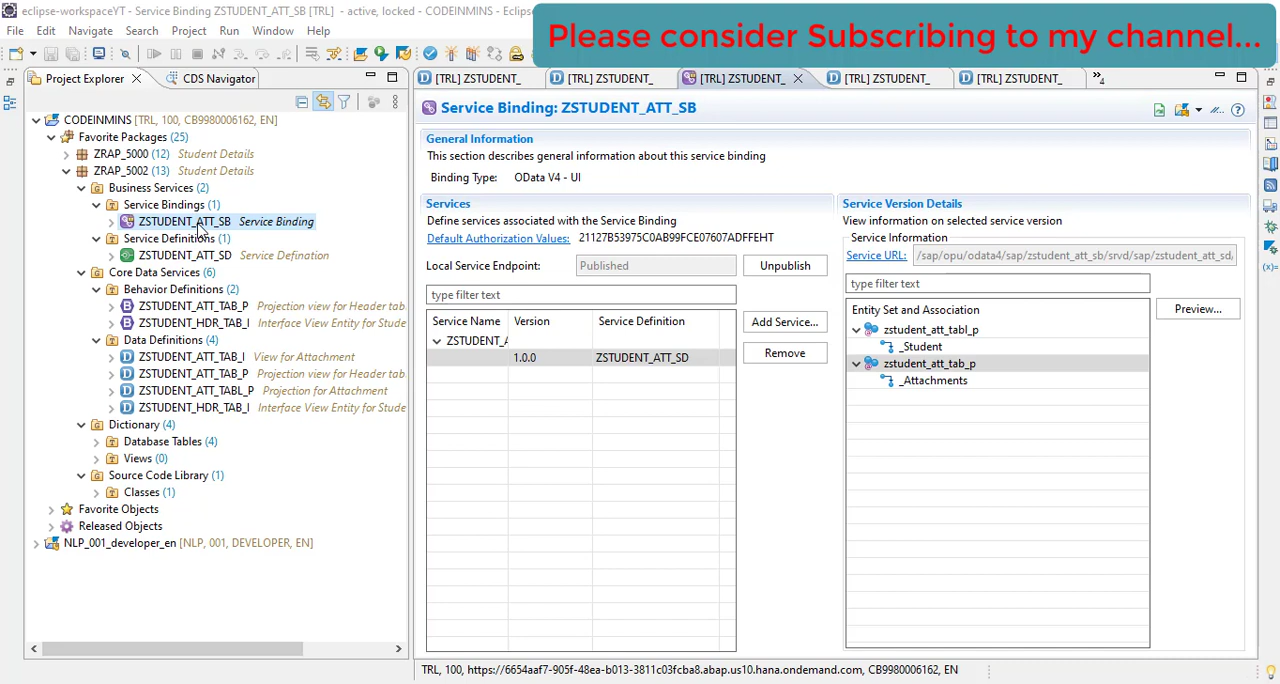 eclipse-workspaceYT - Service Binding ZSTUDENT_ATT_SB [TRL] - active, locked - CODEINMINS - Eclipse
Please consider Subscribing to my channel...
File Edit Navigate Search Project Run Window Help
Project Explorer CDS Navigator
[TRL] ZSTUDENT_ [TRL] ZSTUDENT_ [TRL] ZSTUDENT_ [TRL] ZSTUDENT_ [TRL] ZSTUDENT_ »4
CODEINMINS [TRL, 100, CB9980006162, EN]
Favorite Packages (25)
ZRAP_5000 (12) Student Details
ZRAP_5002 (13) Student Details
Business Services (2)
Service Bindings (1)
ZSTUDENT_ATT_SB Service Binding
Service Definitions (1)
ZSTUDENT_ATT_SD Service Defination
Core Data Services (6)
Behavior Definitions (2)
ZSTUDENT_ATT_TAB_P Projection view for Header tab
ZSTUDENT_HDR_TAB_I Interface View Entity for Stude
Data Definitions (4)
ZSTUDENT_ATT_TAB_I View for Attachment
ZSTUDENT_ATT_TAB_P Projection view for Header tab
ZSTUDENT_ATT_TABL_P Projection for Attachment
ZSTUDENT_HDR_TAB_I Interface View Entity for Stude
Dictionary (4)
Database Tables (4)
Views (0)
Source Code Library (1)
Classes (1)
Favorite Objects
Released Objects
NLP_001_developer_en [NLP, 001, DEVELOPER, EN]
Service Binding: ZSTUDENT_ATT_SB
General Information
This section describes general information about this service binding
Binding Type: OData V4 - UI
Services
Define services associated with the Service Binding
Default Authorization Values: 21127B53975C0AB99FCE07607ADFFEHT
Local Service Endpoint: Published Unpublish
type filter text
Service Name Version Service Definition
ZSTUDENT_A
1.0.0 ZSTUDENT_ATT_SD
Add Service...
Remove
Service Version Details
View information on selected service version
Service Information
Service URL: /sap/opu/odata4/sap/zstudent_att_sb/srvd/sap/zstudent_att_sd/
type filter text
Entity Set and Association
Preview...
zstudent_att_tabl_p
_Student
zstudent_att_tab_p
_Attachments
TRL, 100, https://6654aaf7-905f-48ea-b013-3811c03fcba8.abap.us10.hana.ondemand.com, CB9980006162, EN